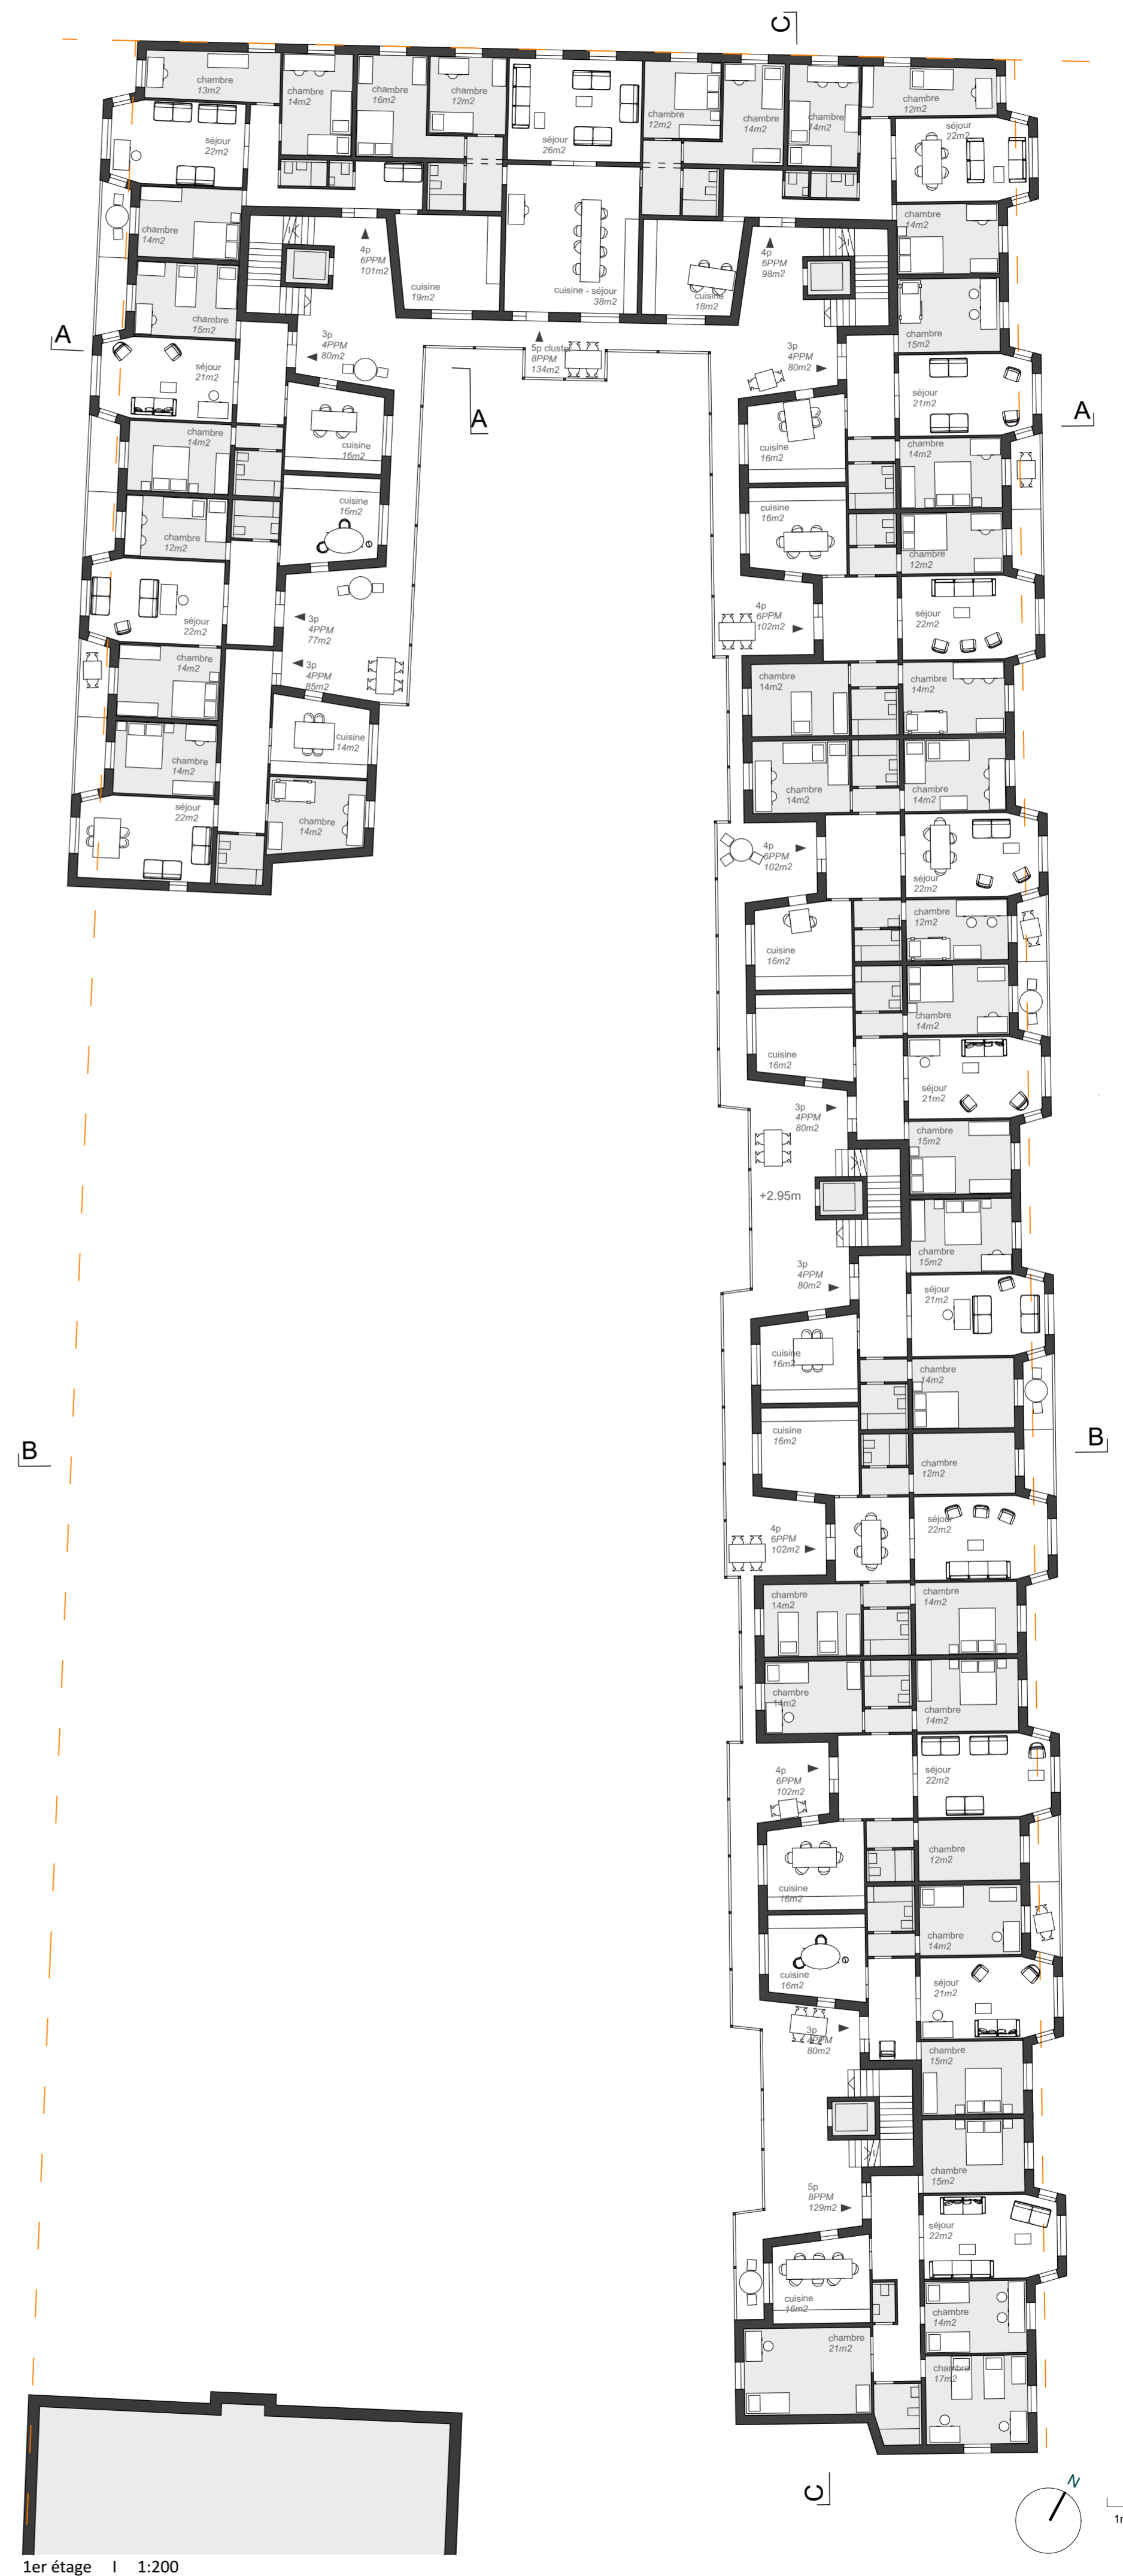 C
chambre
13m2
chambre
14m2
chambre
16m2
chambre
12m2
séjour
26m2
chambre
12m2
chambre
14m2
chambre
14m2
chambre
12m2
séjour
22m2
séjour
22m2
chambre
14m2
chambre
14m2
4p
6PPM
101m2
cuisine
19m2
cuisine - séjour
38m2
cuisine
18m2
4p
6PPM
98m2
chambre
15m2
chambre
15m2
A
3p
4PPM
80m2
5p cluster
8PPM
134m2
3p
4PPM
80m2
séjour
21m2
séjour
21m2
A
A
chambre
14m2
cuisine
16m2
cuisine
16m2
chambre
14m2
cuisine
16m2
cuisine
16m2
chambre
12m2
chambre
12m2
séjour
22m2
3p
4PPM
77m2
4p
6PPM
102m2
séjour
22m2
chambre
14m2
3p
4PPM
85m2
chambre
14m2
chambre
14m2
cuisine
14m2
chambre
14m2
chambre
14m2
chambre
14m2
séjour
22m2
chambre
14m2
4p
6PPM
102m2
séjour
22m2
chambre
12m2
cuisine
16m2
chambre
14m2
cuisine
16m2
séjour
21m2
3p
4PPM
80m2
chambre
15m2
+2.95m
chambre
15m2
3p
4PPM
80m2
séjour
21m2
cuisine
16m2
chambre
14m2
B
cuisine
16m2
B
chambre
12m2
4p
6PPM
102m2
séjour
22m2
chambre
14m2
chambre
14m2
chambre
14m2
chambre
14m2
4p
6PPM
102m2
séjour
22m2
chambre
12m2
cuisine
16m2
chambre
14m2
cuisine
16m2
séjour
21m2
3p
4PPM
80m2
chambre
15m2
chambre
15m2
5p
8PPM
129m2
séjour
22m2
cuisine
16m2
chambre
14m2
chambre
21m2
chambre
17m2
C
N
1er étage I 1:200